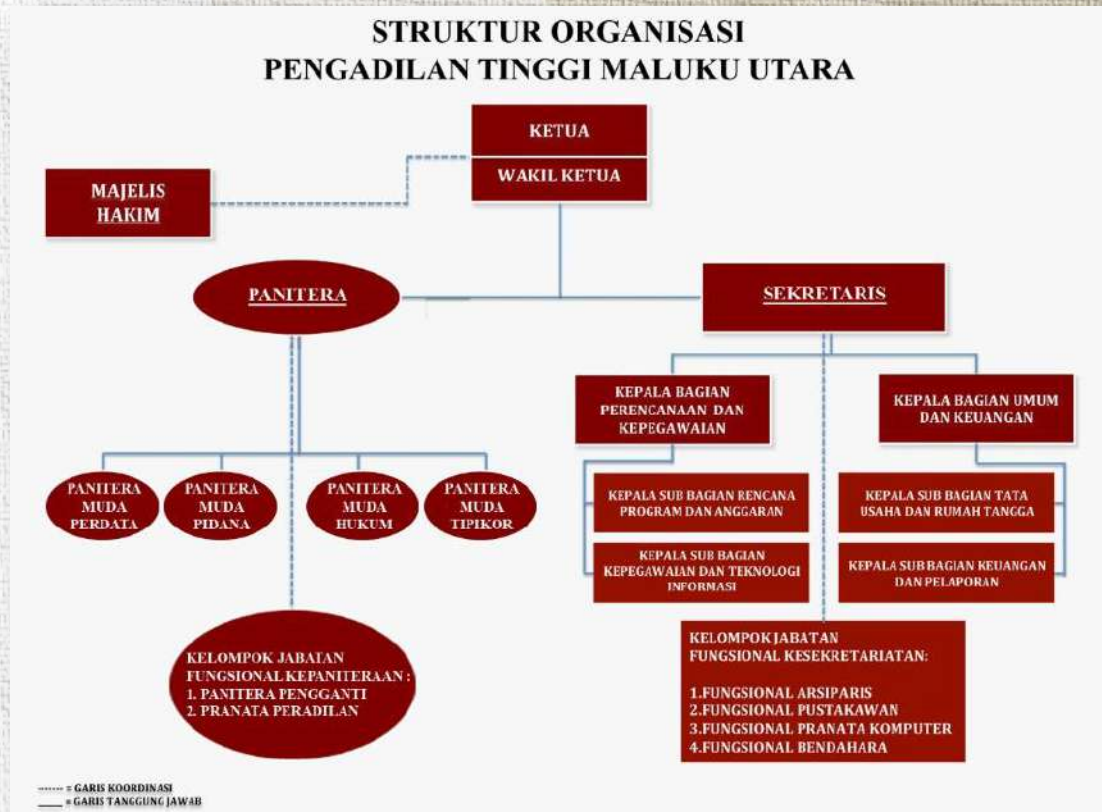 STRUKTUR ORGANISASI
PENGADILAN TINGGI MALUKU UTARA
KETUA
WAKIL KETUA
MAJELIS
HAKIM
PANITERA
SEKRETARIS
KEPALA BAGIAN
PERENCANAAN DAN
KEPEGAWAIAN
KEPALA BAGIAN UMUM
DAN KEUANGAN
PANITERA
MUDA
PERDATA
PANITERA
MUDA
PIDANA
PANITERA
MUDA
HUKUM
PANITERA
MUDA
TIPIKOR
KEPALA SUB BAGIAN RENCANA
PROGRAM DAN ANGGARAN
KEPALA SUB BAGIAN TATA
USAHA DAN RUMAH TANGGA
KEPALA SUB BAGIAN
KEPEGAWAIAN DAN TEKNOLOGI
INFORMASI
KEPALA SUB BAGIAN KEUANGAN
DAN PELAPORAN
KELOMPOK JABATAN
FUNGSIONAL KEPANITERAAN :
1. PANITERA PENGGANTI
2. PRANATA PERADILAN
KELOMPOK JABATAN
FUNGSIONAL KESEKRETARIATAN:
1.FUNGSIONAL ARSIPARIS
2.FUNGSIONAL PUSTAKAWAN
3.FUNGSIONAL PRANATA KOMPUTER
4.FUNGSIONAL BENDAHARA
------- = GARIS KOORDINASI
____ = GARIS TANGGUNG JAWAB